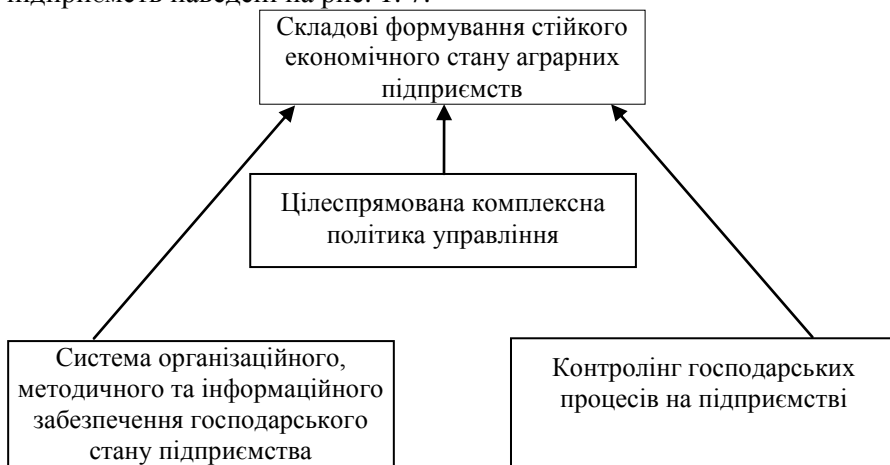 підприємств наведені на рис. 1. 7.
Складові формування стійкого
економічного стану аграрних
підприємств
Цілеспрямована комплексна
політика управління
Система організаційного,
методичного та інформаційного
забезпечення господарського
стану підприємства
Контролінг господарських
процесів на підприємстві